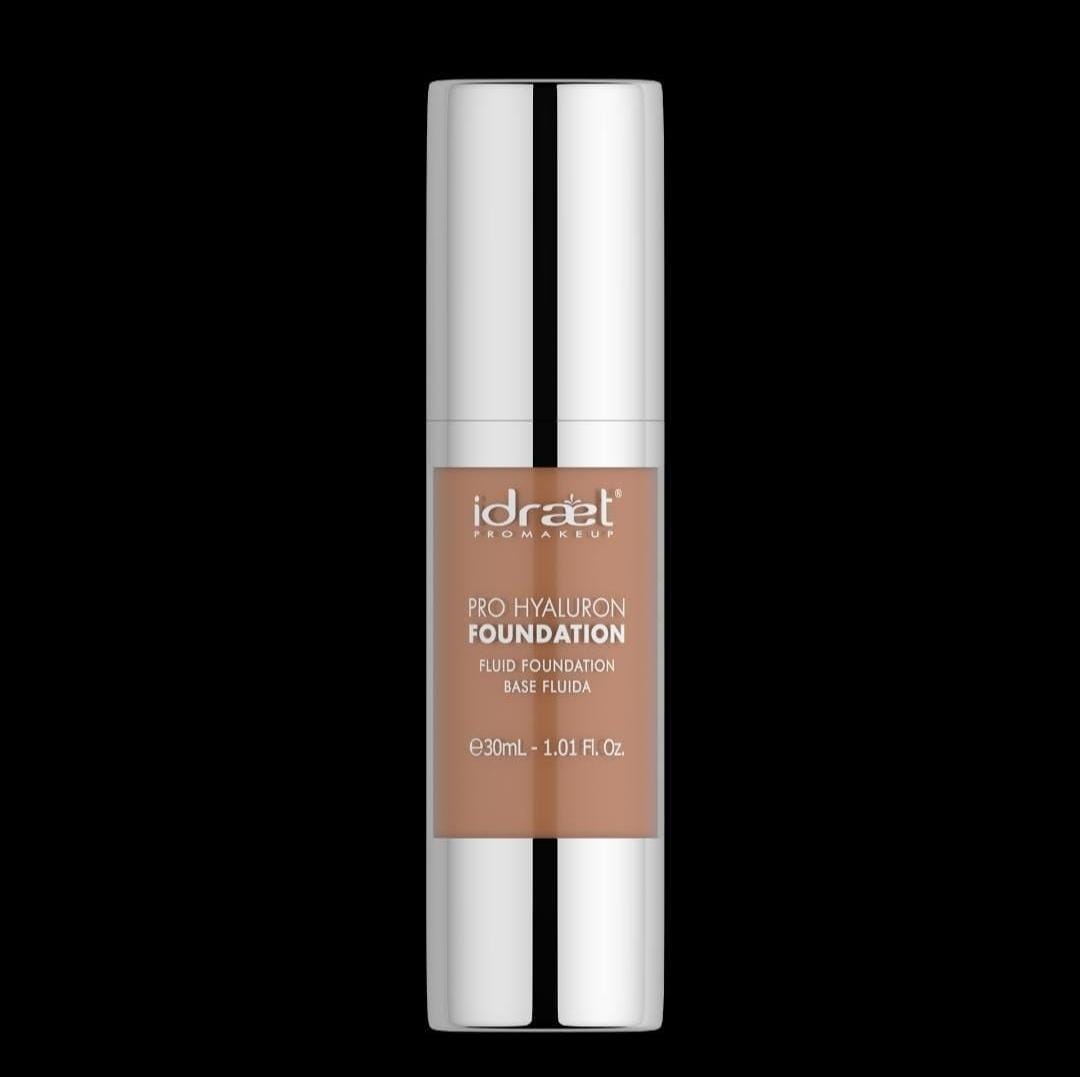 idraet®
PROMAKEUP
PRO HYALURON
FOUNDATION
FLUID FOUNDATION
BASE FLUIDA
℮30mL - 1.01 Fl. Oz.